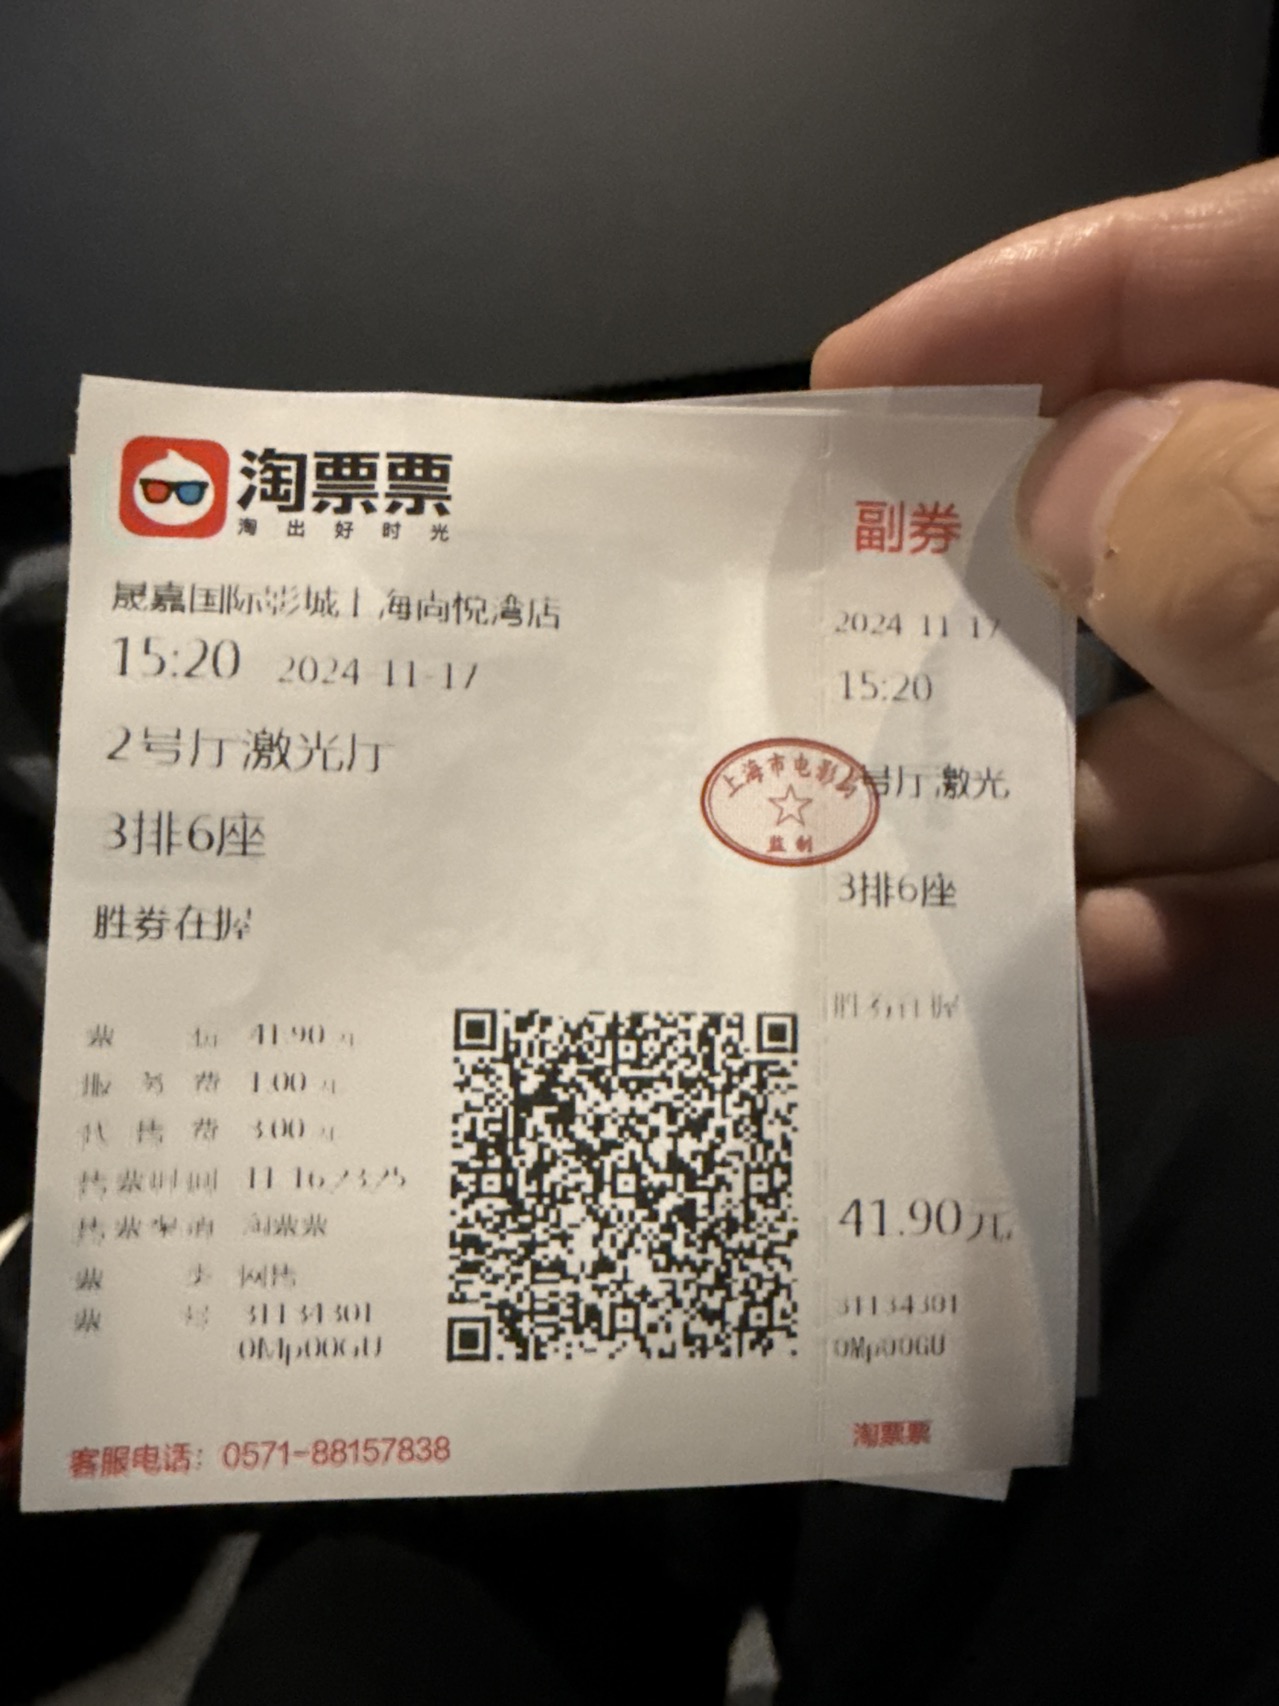 淘票票
淘出好时光
晟嘉国际影城上海尚悦湾店
15:20 2024-11-17
2号厅激光厅
3排6座
胜券在握
票价 41.90元
服务费 1.00元
代售费 3.00元
售票时间 11-16 23:25
售票渠道 淘票票
票类 网售
票号 31134301
0Mp00GU
客服电话：0571-88157838
上海市电影局
监制
副券
2024-11-17
15:20
号厅激光
3排6座
胜券在握
41.90元
31134301
0Mp00GU
淘票票